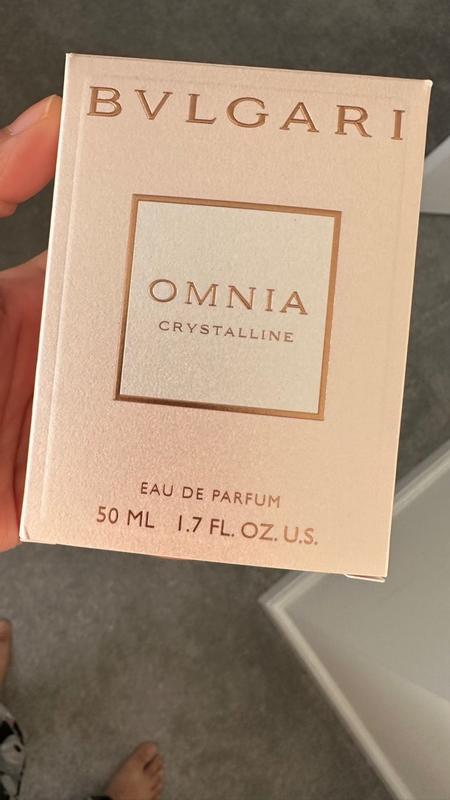 BVLGARI
OMNIA
CRYSTALLINE
EAU DE PARFUM
50 ML 1.7 FL. OZ. U.S.